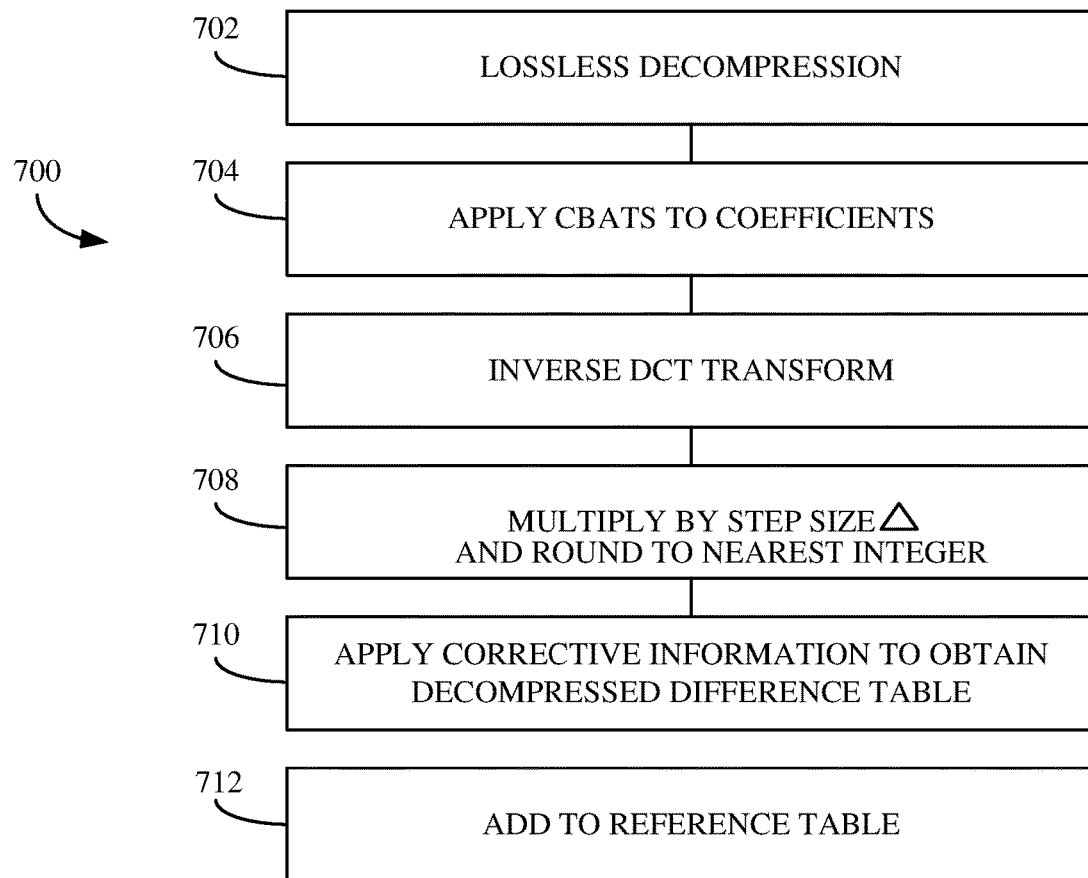 702
LOSSLESS DECOMPRESSION
700
704
APPLY CBATS TO COEFFICIENTS
706
INVERSE DCT TRANSFORM
708
MULTIPLY BY STEP SIZE △
AND ROUND TO NEAREST INTEGER
710
APPLY CORRECTIVE INFORMATION TO OBTAIN
DECOMPRESSED DIFFERENCE TABLE
712
ADD TO REFERENCE TABLE